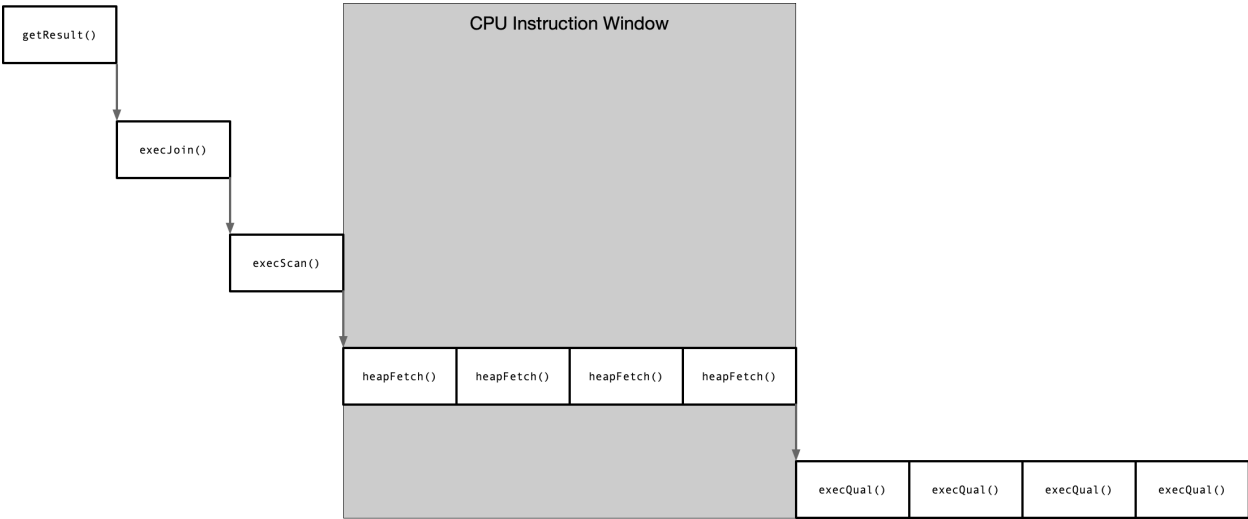 CPU Instruction Window
getResult()
execJoin()
execScan()
heapFetch() heapFetch() heapFetch() heapFetch()
execQual() execQual() execQual() execQual()